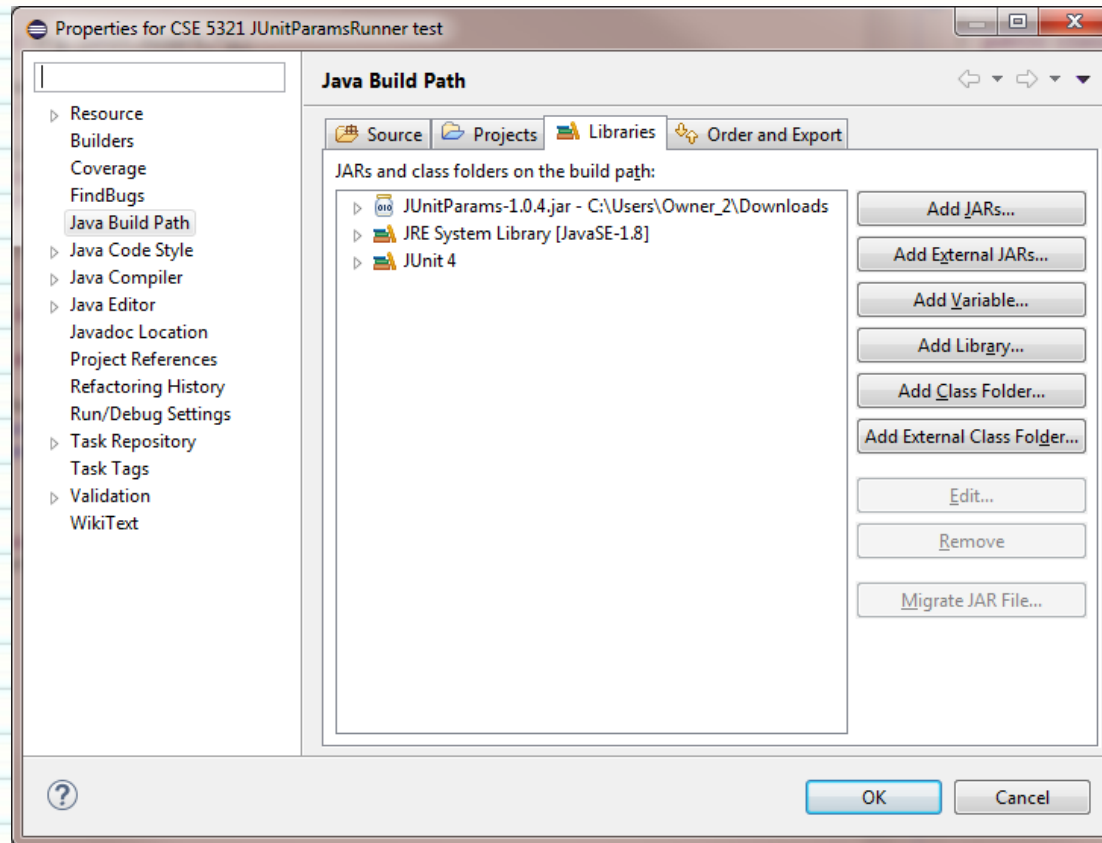 Properties for CSE 5321 JUnitParamsRunner test
Java Build Path
Resource
Builders
Coverage
FindBugs
Java Build Path
Java Code Style
Java Compiler
Java Editor
Javadoc Location
Project References
Refactoring History
Run/Debug Settings
Task Repository
Task Tags
Validation
WikiText
Source
Projects
Libraries
Order and Export
JARs and class folders on the build path:
JUnitParams-1.0.4.jar - C:\Users\Owner_2\Downloads
JRE System Library [JavaSE-1.8]
JUnit 4
Add JARs...
Add External JARs...
Add Variable...
Add Library...
Add Class Folder...
Add External Class Folder...
Edit...
Remove
Migrate JAR File...
OK
Cancel